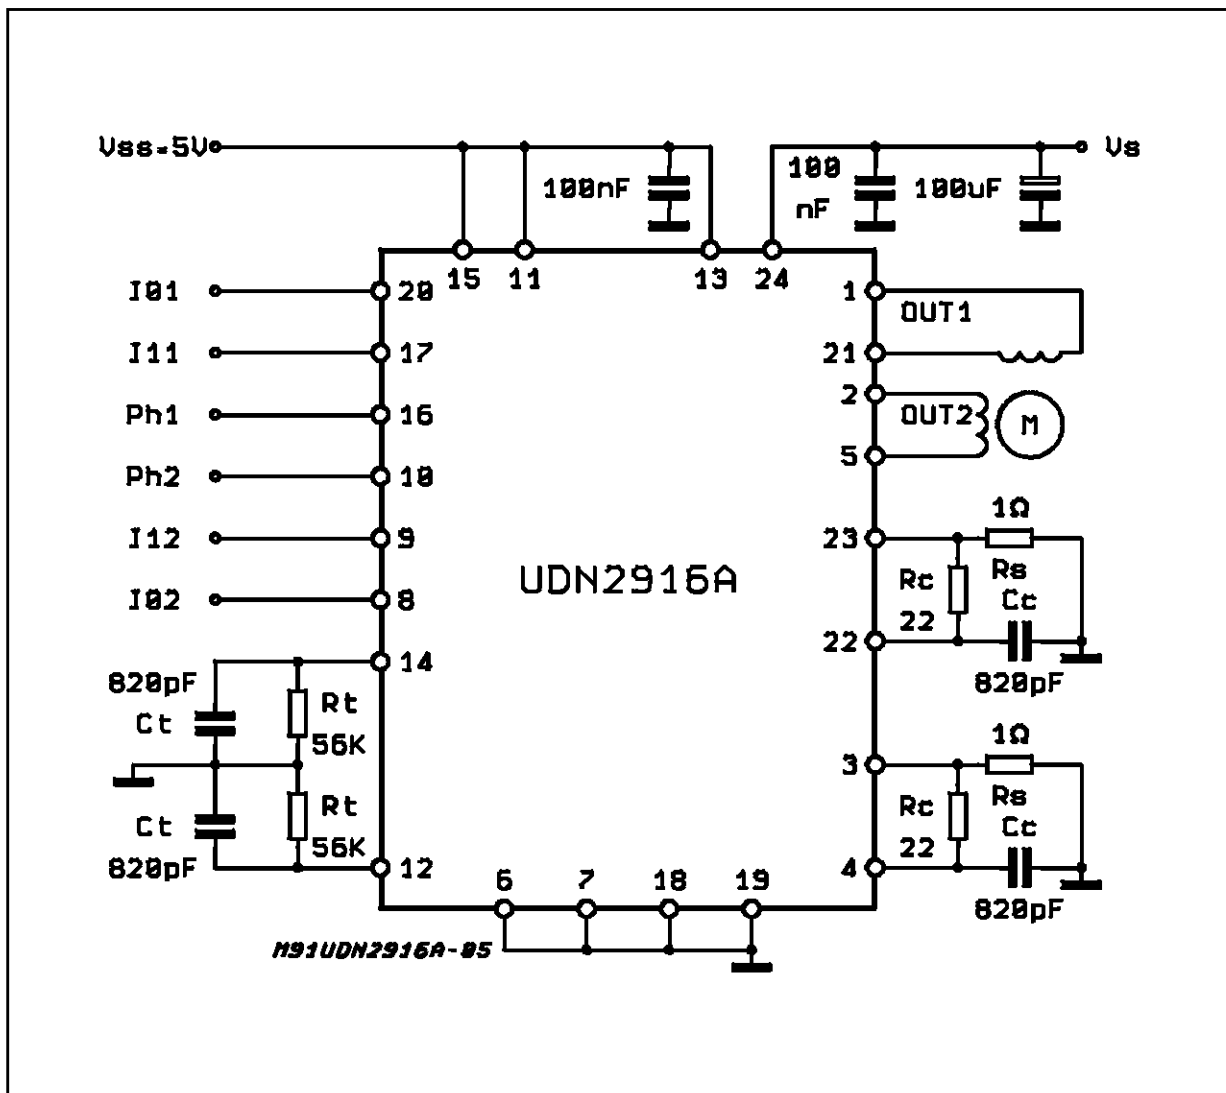 Vss=5V
Vs
100nF
100
nF
100uF
15
11
13
24
I01
20
1
OUT1
I11
17
21
Ph1
16
2
OUT2
M
Ph2
10
5
I12
9
23
1Ω
UDN2916A
Rc
22
Rs
Cc
I02
8
22
820pF
14
820pF
Ct
Rt
56K
3
1Ω
Rc
22
Rs
Cc
Ct
820pF
Rt
56K
12
4
820pF
6
7
18
19
M91UDN2916A-05